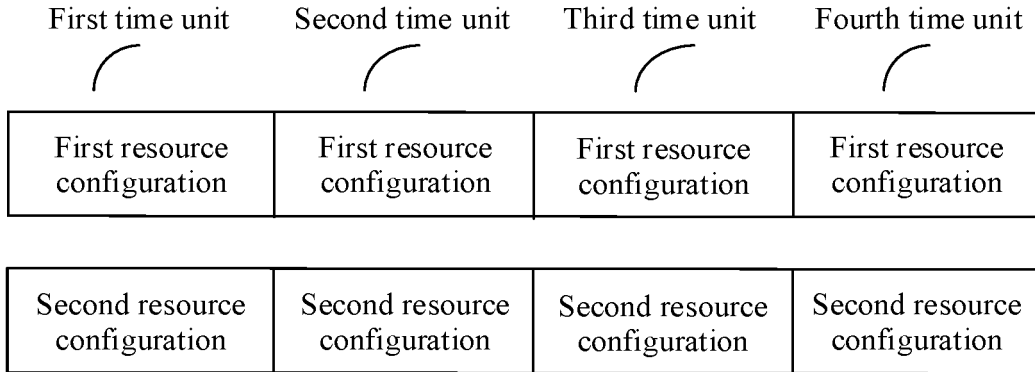 First time unit
Second time unit
Third time unit
Fourth time unit
First resource
configuration
First resource
configuration
First resource
configuration
First resource
configuration
Second resource
configuration
Second resource
configuration
Second resource
configuration
Second resource
configuration